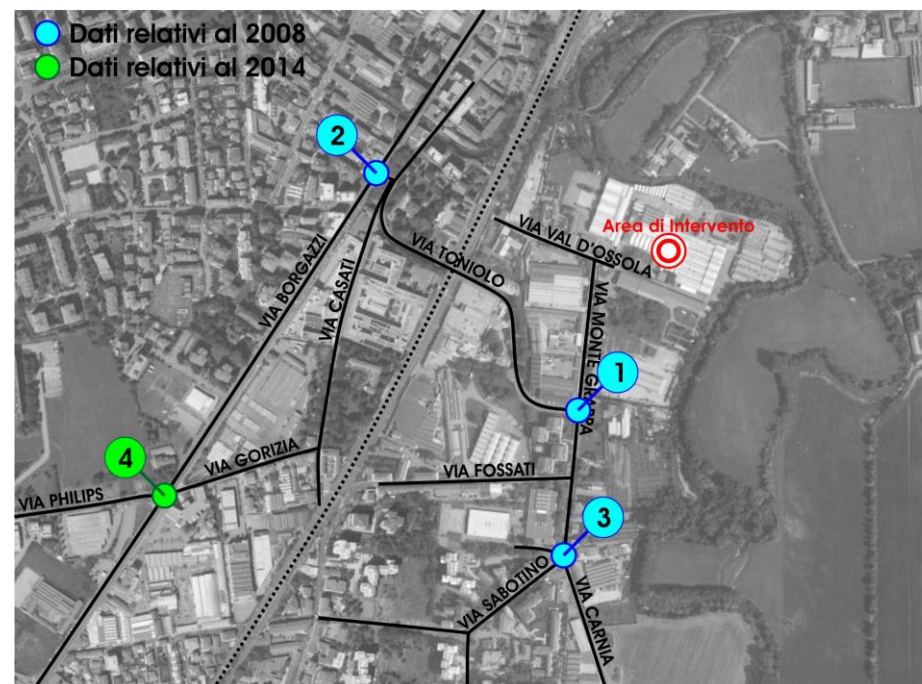 Dati relativi al 2008
Dati relativi al 2014
2
Area di Intervento
VIA VAL D'OSSOLA
VIA TONIOLO
VIA BORGAZZI
VIA CASATI
VIA MONTE GRAPPA
1
4
VIA GORIZIA
VIA FOSSATI
VIA PHILIPS
3
VIA SABOTINO
VIA CARNIA